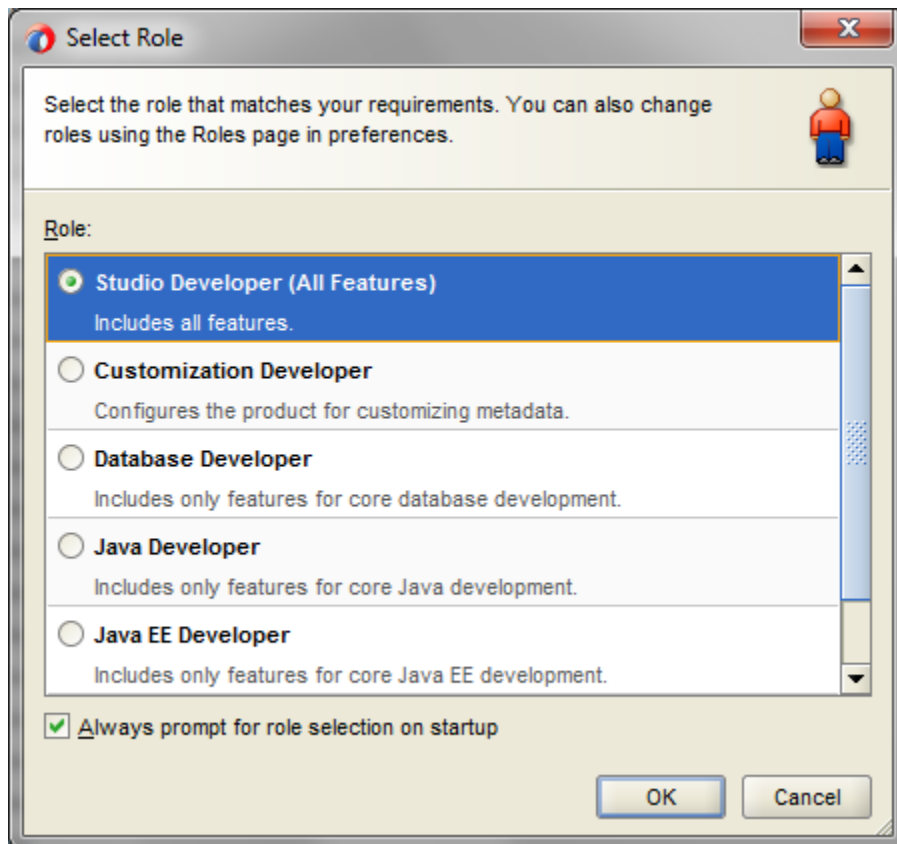 Select Role
Select the role that matches your requirements. You can also change
roles using the Roles page in preferences.
Role:
Studio Developer (All Features)
Includes all features.
Customization Developer
Configures the product for customizing metadata.
Database Developer
Includes only features for core database development.
Java Developer
Includes only features for core Java development.
Java EE Developer
Includes only features for core Java EE development.
Always prompt for role selection on startup
OK
Cancel